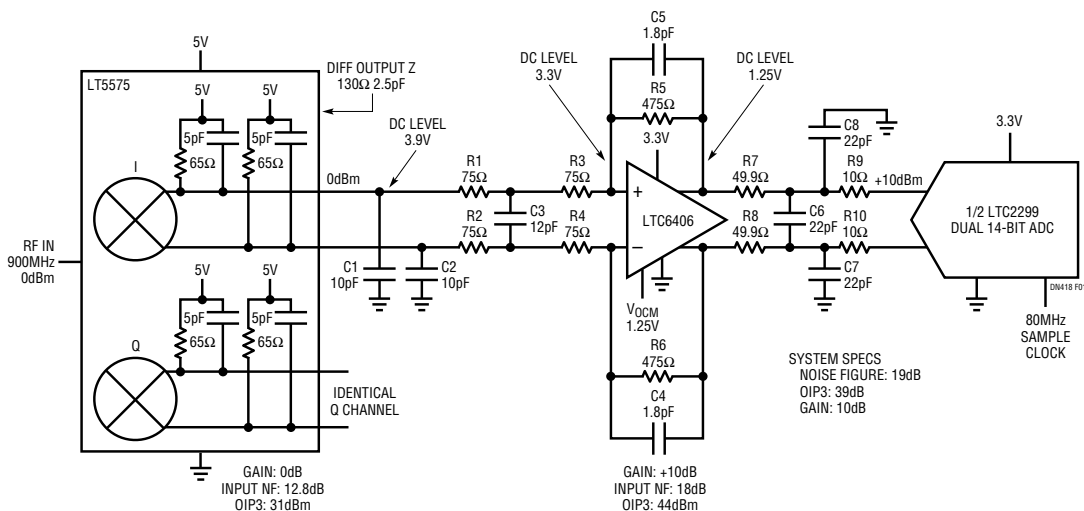 5V
LT5575
5V
5V
5pF
65Ω
5pF
65Ω
I
DIFF OUTPUT Z
130Ω 2.5pF
DC LEVEL
3.9V
0dBm
RF IN
900MHz
0dBm
5V
5V
5pF
65Ω
5pF
65Ω
Q
IDENTICAL
Q CHANNEL
GAIN: 0dB
INPUT NF: 12.8dB
OIP3: 31dBm
C1
10pF
C2
10pF
R1
75Ω
R2
75Ω
C3
12pF
R3
75Ω
R4
75Ω
DC LEVEL
3.3V
C5
1.8pF
R5
475Ω
3.3V
DC LEVEL
1.25V
+
LTC6406
–
VOCM
1.25V
R6
475Ω
C4
1.8pF
GAIN: +10dB
INPUT NF: 18dB
OIP3: 44dBm
R7
49.9Ω
R8
49.9Ω
C8
22pF
C6
22pF
C7
22pF
R9
10Ω
R10
10Ω
+10dBm
3.3V
1/2 LTC2299
DUAL 14-BIT ADC
DN418 F01
80MHz
SAMPLE
CLOCK
SYSTEM SPECS
NOISE FIGURE: 19dB
OIP3: 39dB
GAIN: 10dB